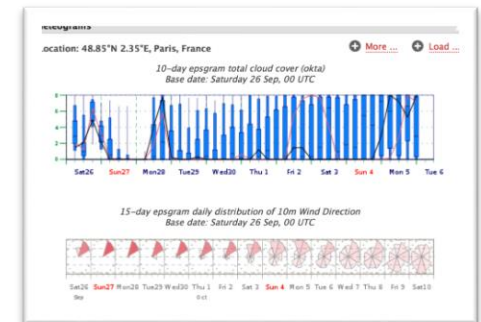 .ocation: 48.85°N 2.35°E, Paris, France
More ...
Load ...
10-day epsgram total cloud cover (okta)
Base date: Saturday 26 Sep, 00 UTC
8
6
4
2
0
Sat26 Sun27 Mon28 Tue29 Wed30 Thu 1 Fri 2 Sat 3 Sun 4 Mon 5 Tue 6
15-day epsgram daily distribution of 10m Wind Direction
Base date: Saturday 26 Sep, 00 UTC
Sat26 Sun27 Mon28 Tue29 Wed30 Thu 1 Fri 2 Sat 3 Sun 4 Mon 5 Tue 6 Wed 7 Thu 8 Fri 9 Sat10
Sep Oct